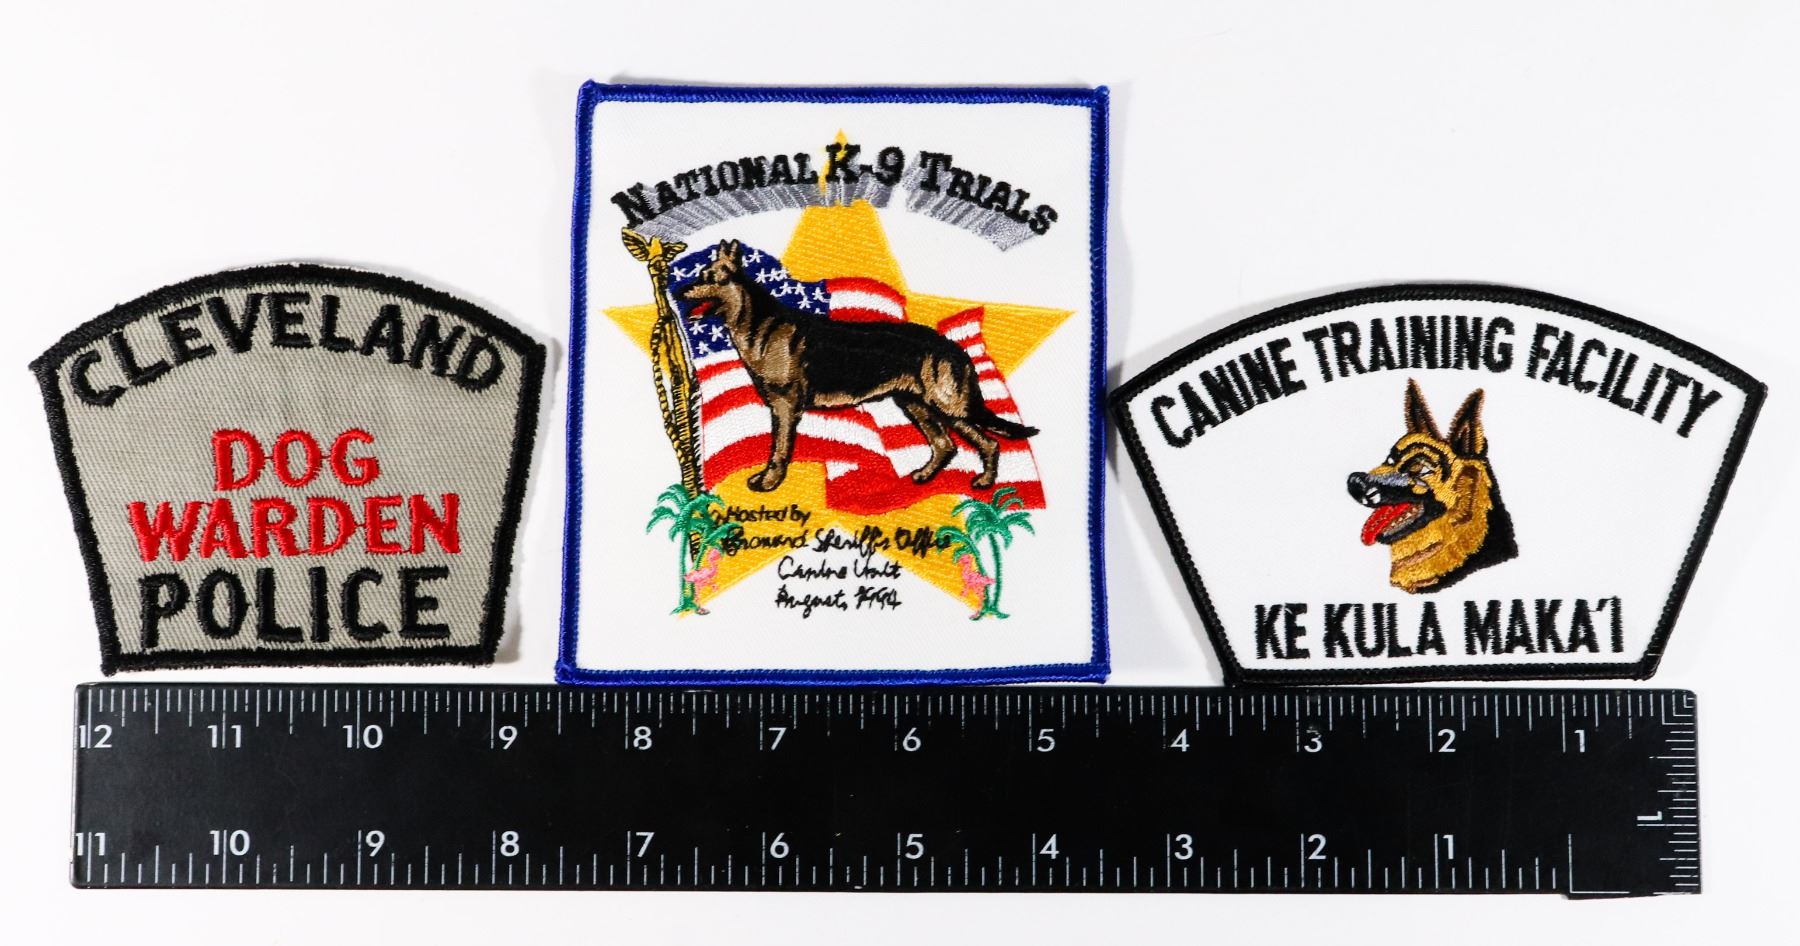 CLEVELAND
DOG
WARDEN
POLICE
NATIONAL K-9 TRIALS
Hosted By
Broward Sheriff's Office
Canine Unit
August, 1994
CANINE TRAINING FACILITY
KE KULA MAKA'I
12 11 10 9 8 7 6 5 4 3 2 1
11 10 9 8 7 6 5 4 3 2 1
1